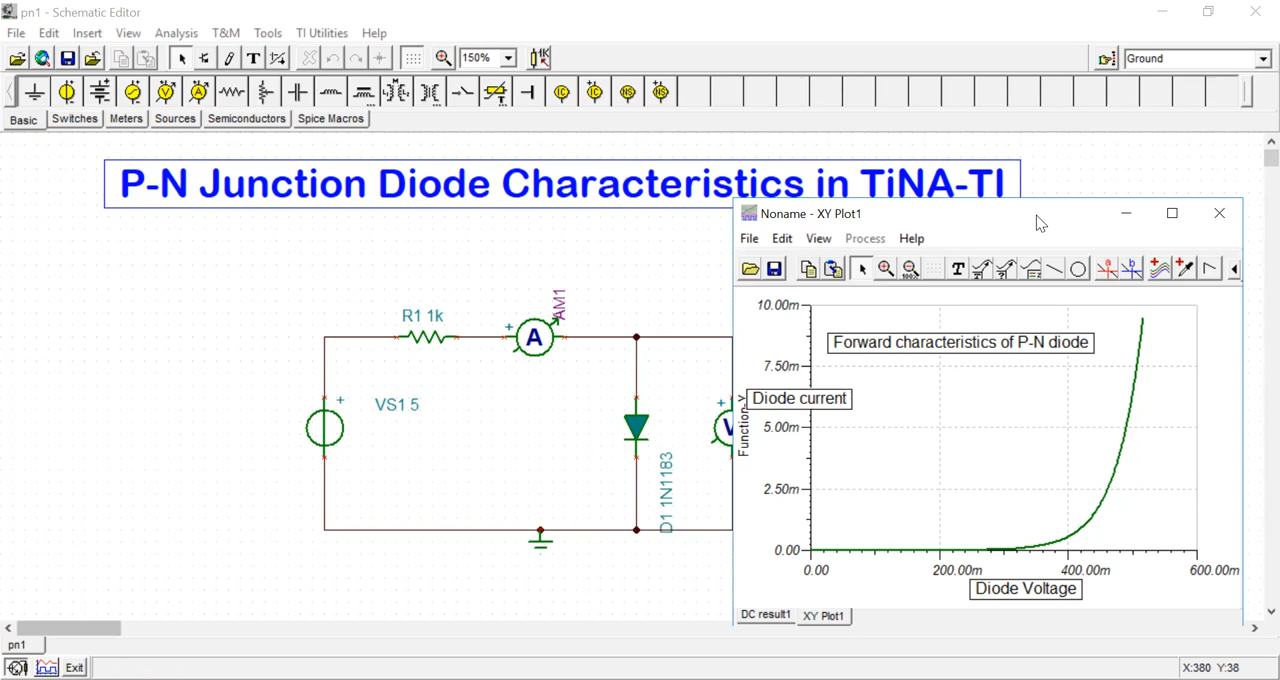 pn1 - Schematic Editor
File Edit Insert View Analysis T&M Tools TI Utilities Help
150% 1K Ground
Basic Switches Meters Sources Semiconductors Spice Macros
P-N Junction Diode Characteristics in TiNA-TI
Noname - XY Plot1
File Edit View Process Help
R1 1k
AM1
A
VS1 5
D1 1N1183
V
10.00m
Forward characteristics of P-N diode
7.50m
Diode current
Function-Y
5.00m
2.50m
0.00
0.00 200.00m 400.00m 600.00m
Diode Voltage
DC result1 XY Plot1
pn1
Exit
X:380 Y:38